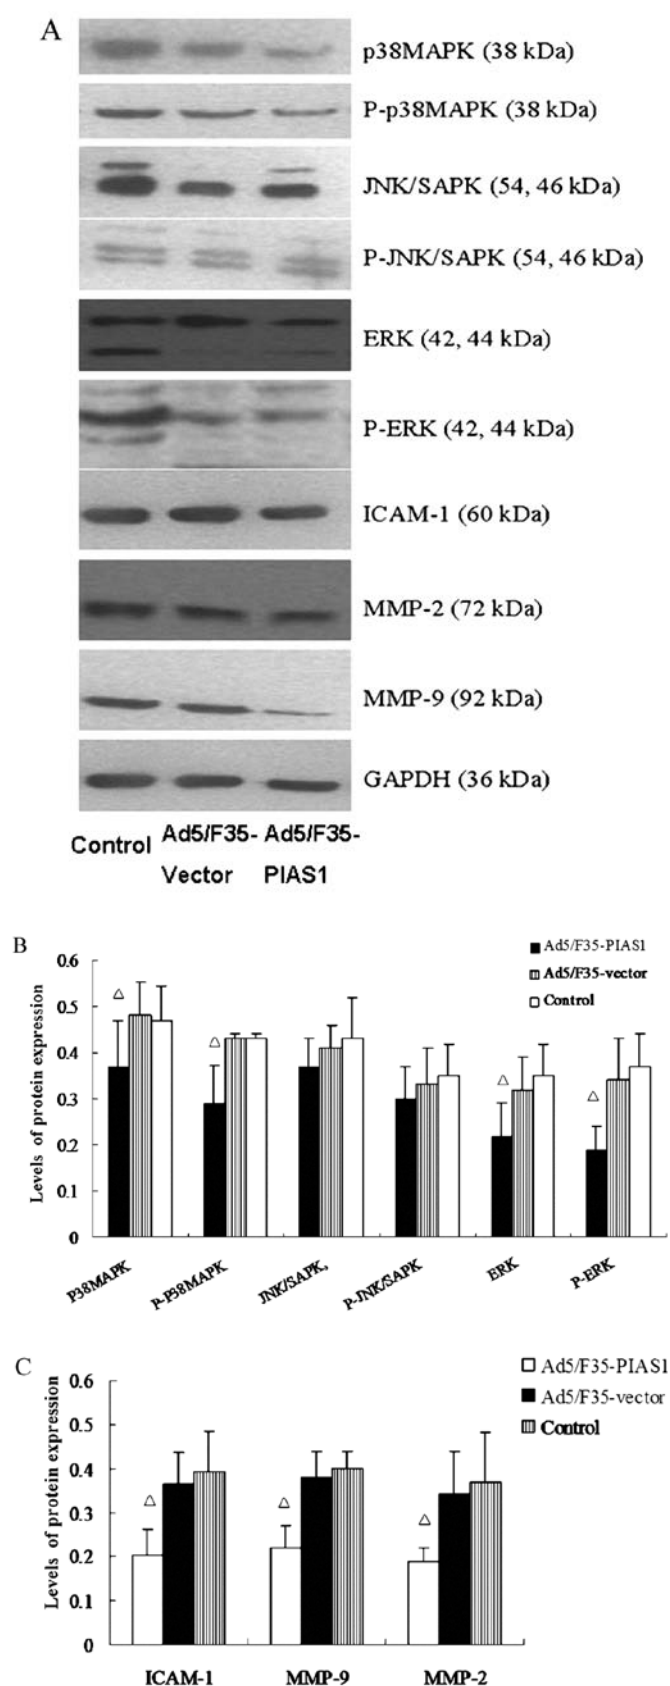 A
p38MAPK (38 kDa)
P-p38MAPK (38 kDa)
JNK/SAPK (54, 46 kDa)
P-JNK/SAPK (54, 46 kDa)
ERK (42, 44 kDa)
P-ERK (42, 44 kDa)
ICAM-1 (60 kDa)
MMP-2 (72 kDa)
MMP-9 (92 kDa)
GAPDH (36 kDa)
Control Ad5/F35-Vector Ad5/F35-PIAS1
B
Ad5/F35-PIAS1
Ad5/F35-vector
Control
Levels of protein expression
0.6
0.5
0.4
0.3
0.2
0.1
0
△ △ △ △
P38MAPK P-P38MAPK JNK/SAPK, P-JNK/SAPK ERK P-ERK
C
Ad5/F35-PIAS1
Ad5/F35-vector
Control
Levels of protein expression
0.6
0.5
0.4
0.3
0.2
0.1
0
△ △ △
ICAM-1 MMP-9 MMP-2